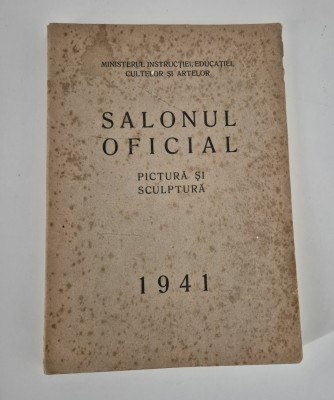 MINISTERUL INSTRUCȚIEI, EDUCAȚIEI,
CULTELOR ȘI ARTELOR
SALONUL
OFICIAL
PICTURĂ ȘI
SCULPTURĂ
1941